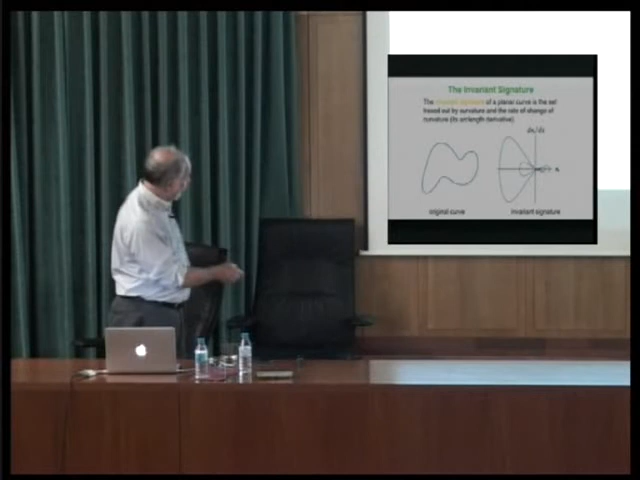 The Invariant Signature
The invariant signature of a planar curve is the set
traced out by curvature and the rate of change of
curvature (its arclength derivative)
dκ/ds
κ
original curve
invariant signature